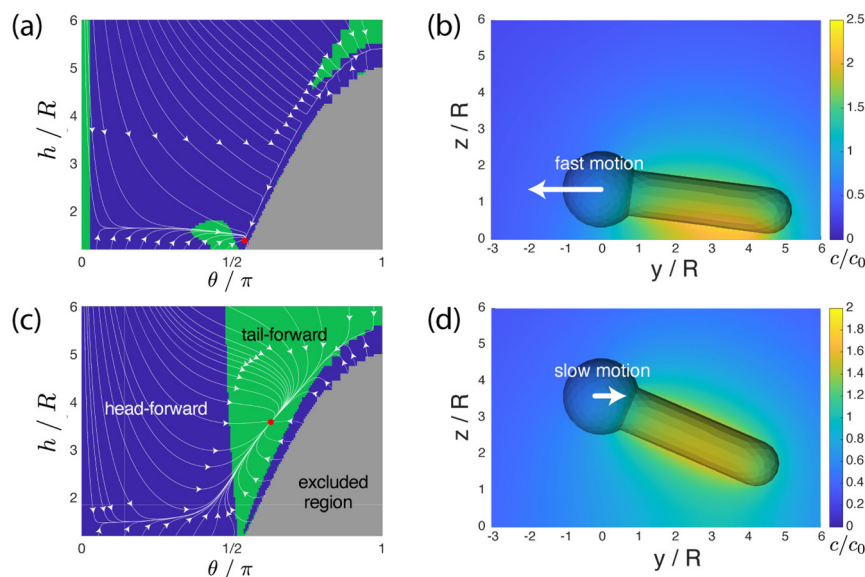 (a)
6
5
4
3
2
h / R
0
1/2
1
θ / π
(b)
6
5
4
3
2
1
0
z / R
fast motion
-3 -2 -1 0 1 2 3 4 5 6
y / R
2.5
2
1.5
1
0.5
0
c/c₀
(c)
6
5
4
3
2
h / R
tail-forward
head-forward
excluded
region
0
1/2
1
θ / π
(d)
6
5
4
3
2
1
0
z / R
slow motion
-3 -2 -1 0 1 2 3 4 5 6
y / R
2
1.8
1.6
1.4
1.2
1
0.8
0.6
0.4
0.2
0
c/c₀